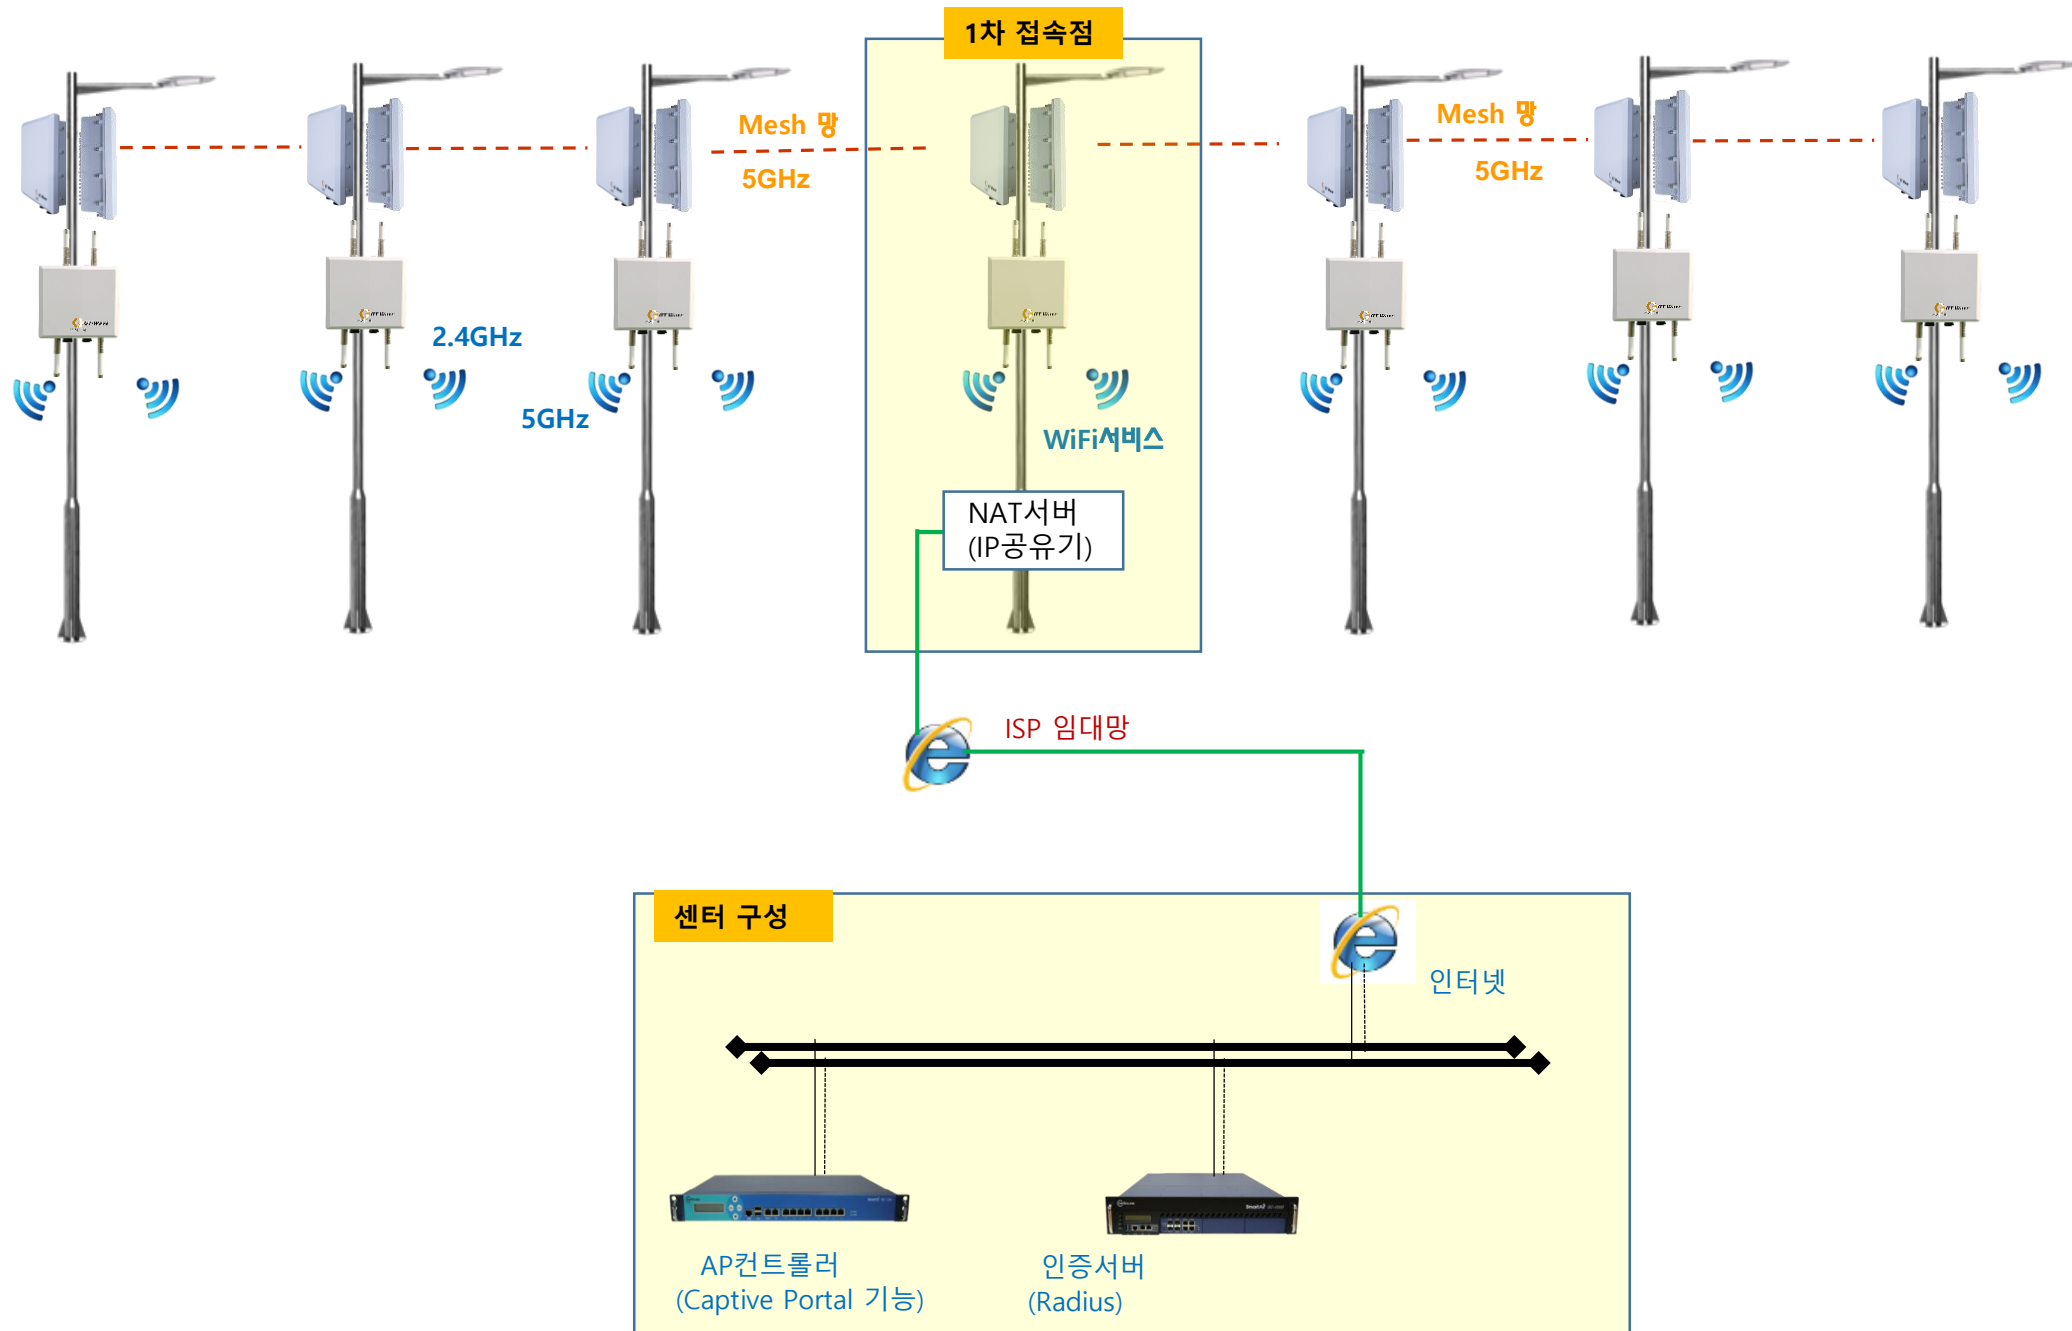 1차 접속점
Mesh 망
5GHz
Mesh 망
5GHz
2.4GHz
5GHz
WiFi서비스
NAT서버
(IP공유기)
ISP 임대망
센터 구성
인터넷
AP컨트롤러
(Captive Portal 기능)
인증서버
(Radius)